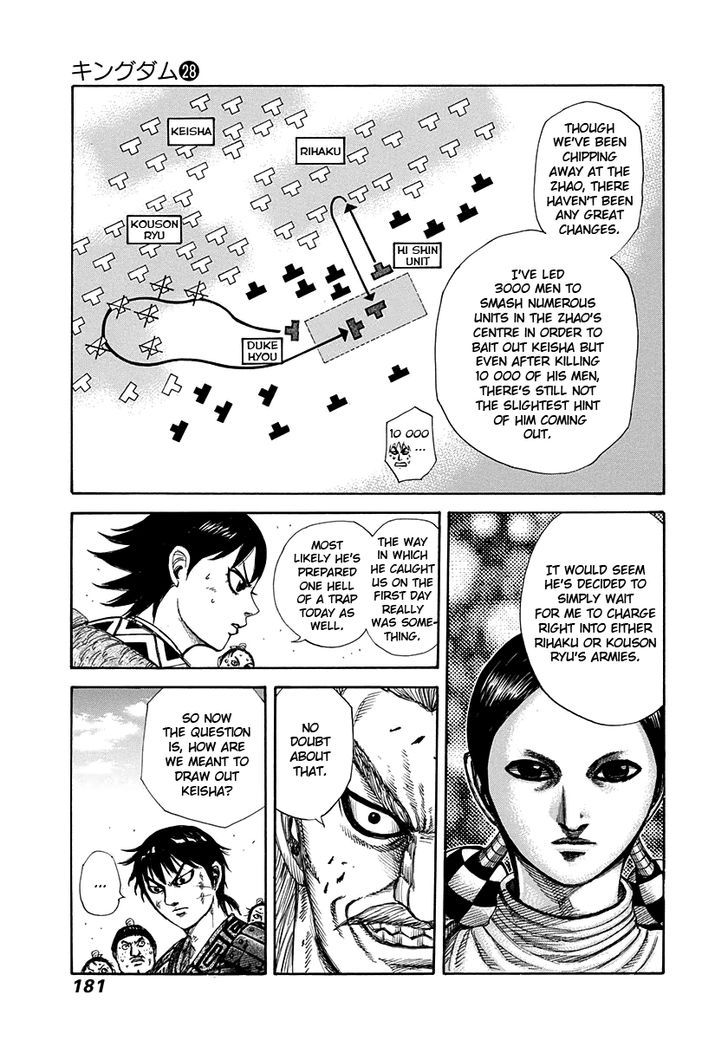 キングダム28
THOUGH
WE'VE BEEN
CHIPPING
AWAY AT THE
ZHAO, THERE
HAVEN'T BEEN
ANY GREAT
CHANGES.
I'VE LED
3000 MEN TO
SMASH NUMEROUS
UNITS IN THE ZHAO'S
CENTRE IN ORDER TO
BAIT OUT KEISHA BUT
EVEN AFTER KILLING
10 000 OF HIS MEN,
THERE'S STILL NOT
THE SLIGHTEST HINT
OF HIM COMING
OUT.
KEISHA
RIHAKU
KOUSON
RYU
HI SHIN
UNIT
DUKE
HYOU
10 000
...
IT WOULD SEEM
HE'S DECIDED TO
SIMPLY WAIT
FOR ME TO CHARGE
RIGHT INTO EITHER
RIHAKU OR KOUSON
RYU'S ARMIES.
THE WAY
IN WHICH
HE CAUGHT
US ON THE
FIRST DAY
REALLY
WAS SOME-
THING.
MOST
LIKELY HE'S
PREPARED
ONE HELL
OF A TRAP
TODAY AS
WELL.
NO
DOUBT
ABOUT
THAT.
SO NOW
THE QUESTION
IS, HOW ARE
WE MEANT TO
DRAW OUT
KEISHA?
...
181